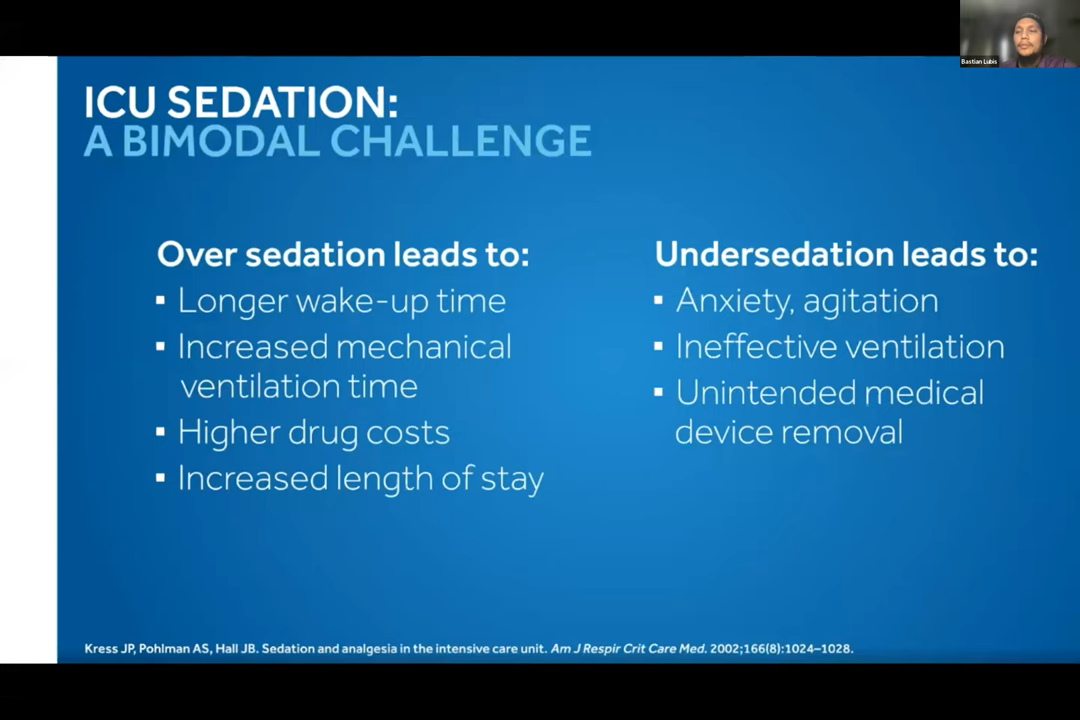 Bastian Lubis
ICU SEDATION:
A BIMODAL CHALLENGE
Over sedation leads to:
▪ Longer wake-up time
▪ Increased mechanical
ventilation time
▪ Higher drug costs
▪ Increased length of stay
Undersedation leads to:
▪ Anxiety, agitation
▪ Ineffective ventilation
▪ Unintended medical
device removal
Kress JP, Pohlman AS, Hall JB. Sedation and analgesia in the intensive care unit. Am J Respir Crit Care Med. 2002;166(8):1024–1028.